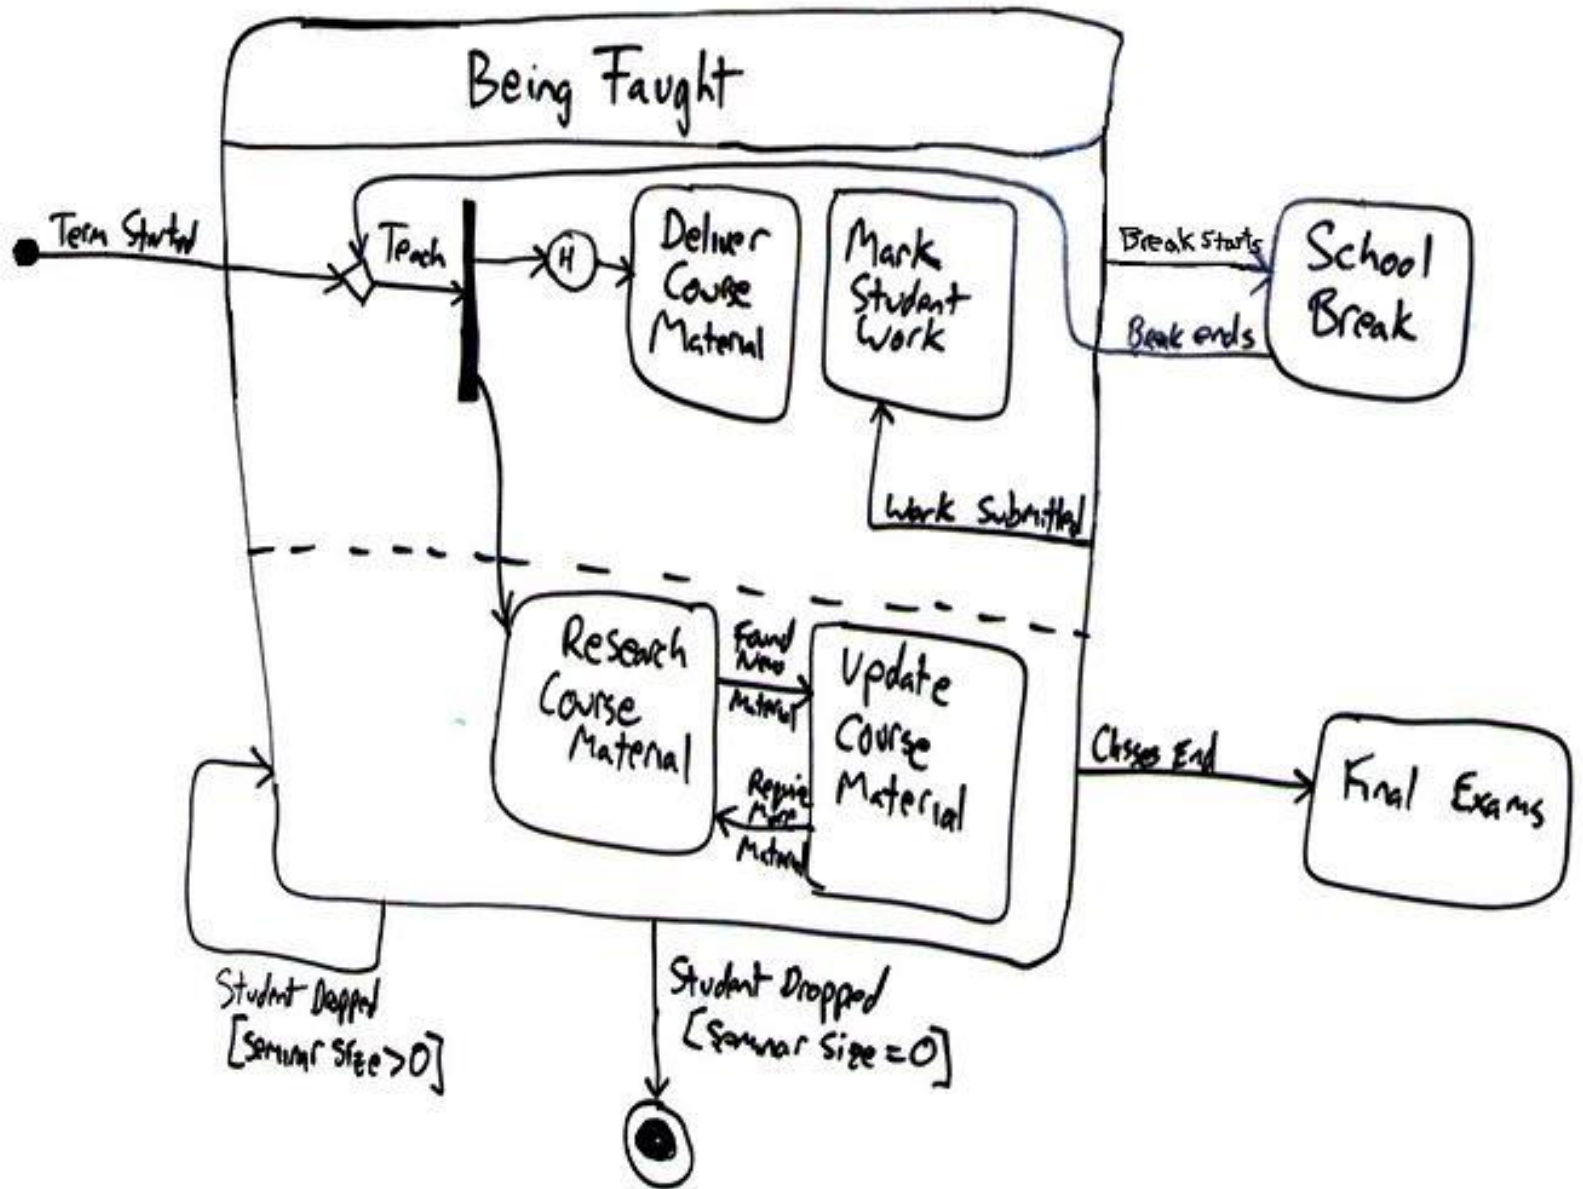 Being Faught
Term Started
Teach
H
Deliver
Course
Material
Mark
Student
Work
Break Starts
School
Break
Break ends
Work Submitted
Research
Course
Material
Found
New
Material
Update
Course
Material
Require
More
Material
Classes End
Final Exams
Student Dropped
[seminar size>0]
Student Dropped
[seminar size=0]